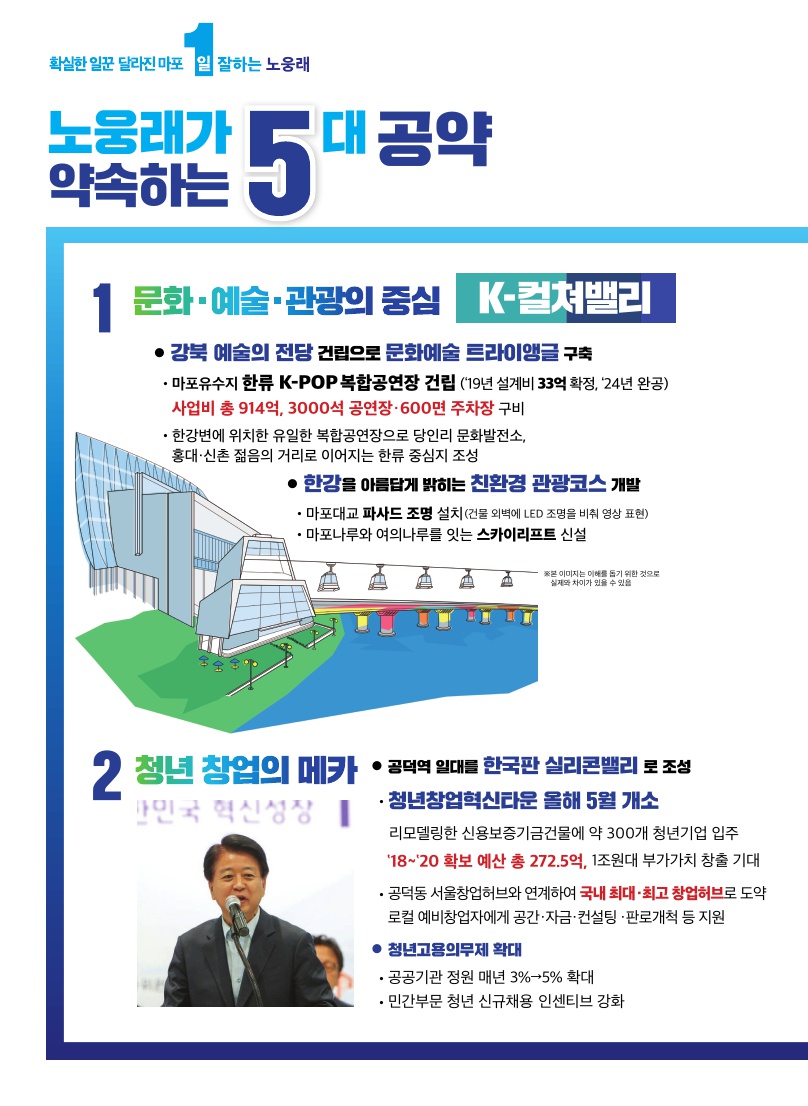 확실한 일꾼 달라진 마포 1일 잘하는 노웅래
노웅래가
약속하는 5대 공약
1 문화·예술·관광의 중심 K-컬쳐밸리
● 강북 예술의 전당 건립으로 문화예술 트라이앵글 구축
· 마포유수지 한류 K-POP 복합공연장 건립 (‘19년 설계비 33억 확정, ‘24년 완공)
사업비 총 914억, 3000석 공연장·600면 주차장 구비
· 한강변에 위치한 유일한 복합공연장으로 당인리 문화발전소,
홍대·신촌 젊음의 거리로 이어지는 한류 중심지 조성
● 한강을 아름답게 밝히는 친환경 관광코스 개발
· 마포대교 파사드 조명 설치(건물 외벽에 LED 조명을 비춰 영상 표현)
· 마포나루와 여의나루를 잇는 스카이리프트 신설
※본 이미지는 이해를 돕기 위한 것으로
실제와 차이가 있을 수 있음
2 청년 창업의 메카
● 공덕역 일대를 한국판 실리콘밸리 로 조성
· 청년창업혁신타운 올해 5월 개소
리모델링한 신용보증기금건물에 약 300개 청년기업 입주
‘18~‘20 확보 예산 총 272.5억, 1조원대 부가가치 창출 기대
· 공덕동 서울창업허브와 연계하여 국내 최대·최고 창업허브로 도약
로컬 예비창업자에게 공간·자금·컨설팅 ·판로개척 등 지원
● 청년고용의무제 확대
· 공공기관 정원 매년 3%→5% 확대
· 민간부문 청년 신규채용 인센티브 강화
한민국 혁신성장